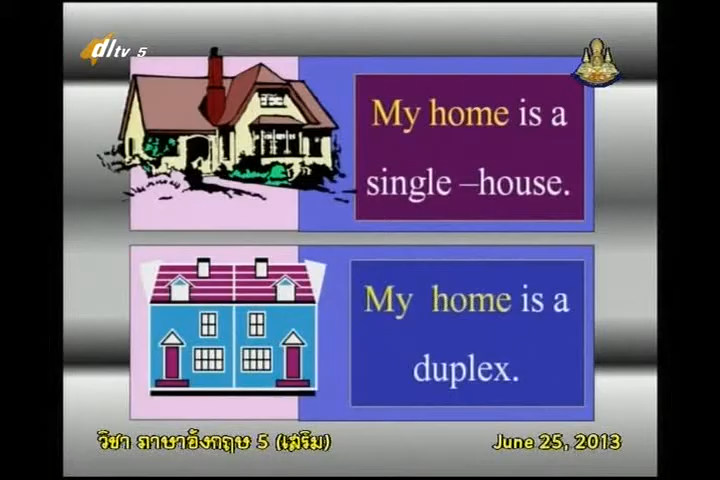 dltv 5
My home is a
single –house.
My home is a
duplex.
วิชา ภาษาอังกฤษ 5 (เสริม)
June 25, 2013